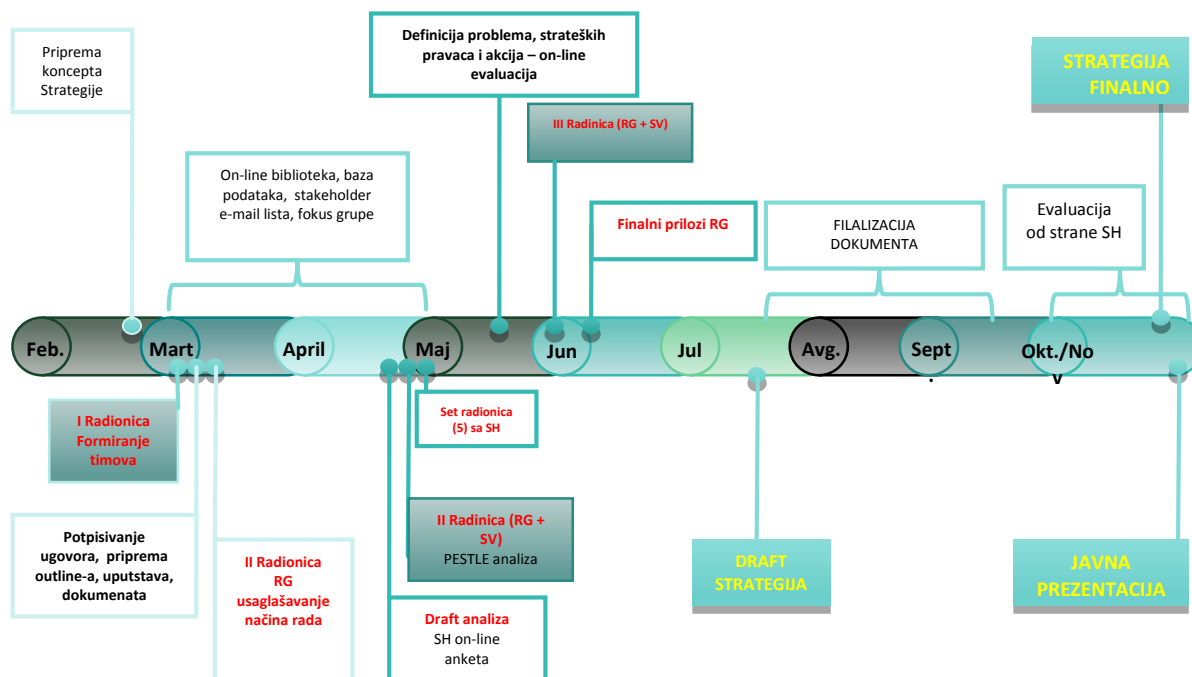 Priprema
koncepta
Strategije
Definicija problema, strateških
pravaca i akcija – on-line
evaluacija
STRATEGIJA
FINALNO
III Radinica (RG + SV)
On-line biblioteka, baza
podataka, stakeholder
e-mail lista, fokus grupe
Finalni prilozi RG
FILALIZACIJA
DOKUMENTA
Evaluacija
od strane SH
Feb.
Mart
April
Maj
Jun
Jul
Avg.
Sept
.
Okt./No
v
I Radionica
Formiranje
timova
Set radionica
(5) sa SH
II Radinica (RG +
SV)
PESTLE analiza
Potpisivanje
ugovora, priprema
outline-a, uputstava,
dokumenata
II Radionica
RG
usaglašavanje
načina rada
Draft analiza
SH on-line
anketa
DRAFT
STRATEGIJA
JAVNA
PREZENTACIJA